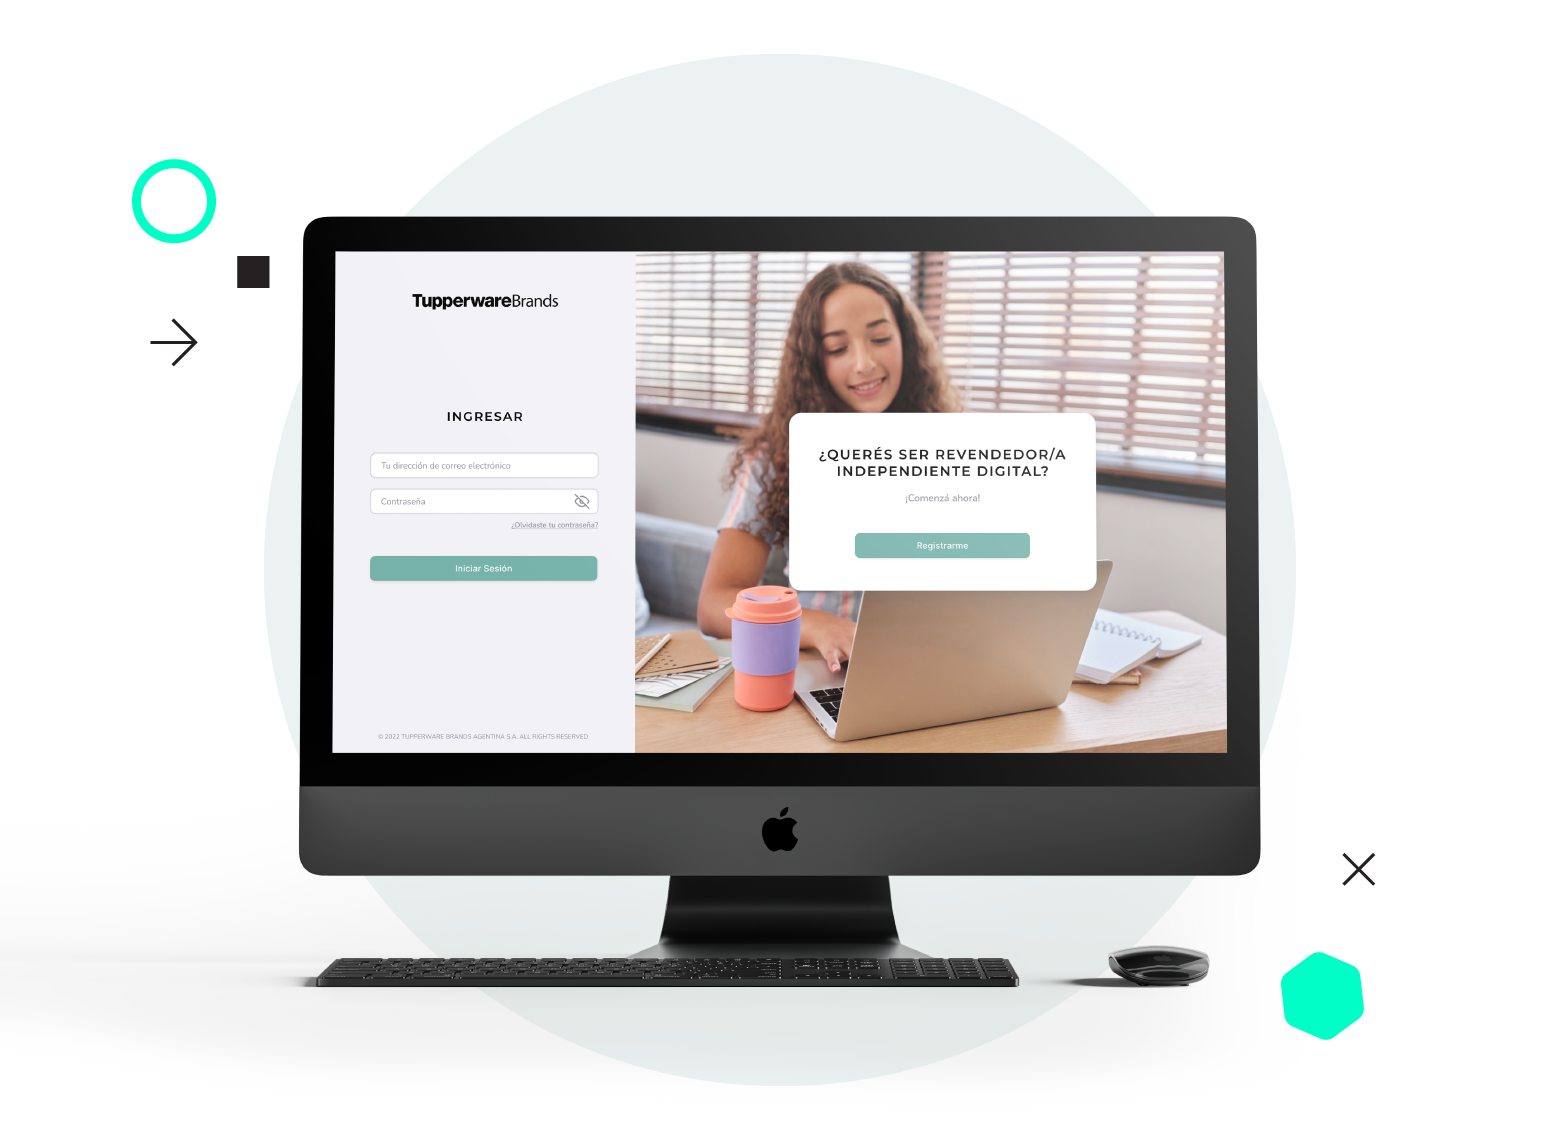 TupperwareBrands
INGRESAR
Tu dirección de correo electrónico
Contraseña
¿Olvidaste tu contraseña?
Iniciar Sesión
© 2021 TUPPERWARE BRANDS AGENTINA S.A. ALL RIGHTS RESERVED
¿QUERÉS SER REVENDEDOR/A
INDEPENDIENTE DIGITAL?
¡Comenzá ahora!
Registrarme